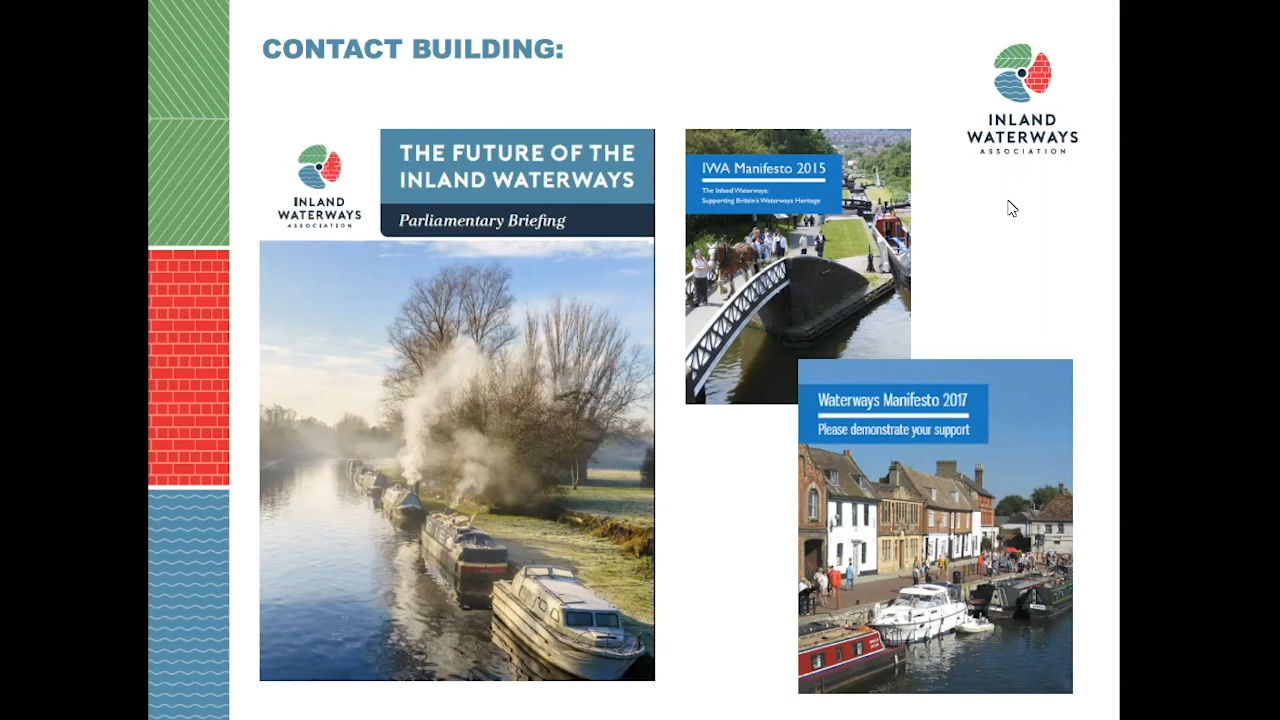 CONTACT BUILDING:
INLAND
WATERWAYS
ASSOCIATION
INLAND
WATERWAYS
ASSOCIATION
THE FUTURE OF THE
INLAND WATERWAYS
Parliamentary Briefing
IWA Manifesto 2015
The Inland Waterways:
Supporting Britain's Waterways Heritage
Waterways Manifesto 2017
Please demonstrate your support